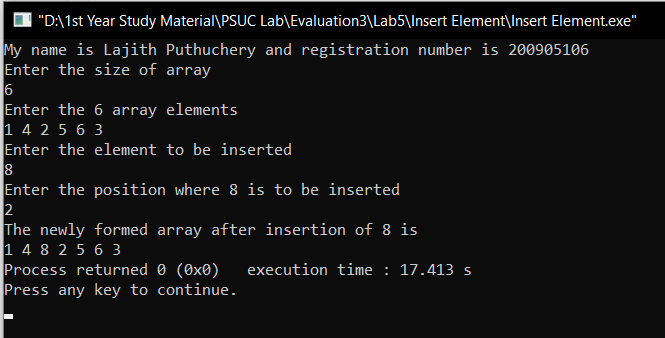 "D:\1st Year Study Material\PSUC Lab\Evaluation3\Lab5\Insert Element\Insert Element.exe"
My name is Lajith Puthuchery and registration number is 200905106
Enter the size of array
6
Enter the 6 array elements
1 4 2 5 6 3
Enter the element to be inserted
8
Enter the position where 8 is to be inserted
2
The newly formed array after insertion of 8 is
1 4 8 2 5 6 3
Process returned 0 (0x0)   execution time : 17.413 s
Press any key to continue.